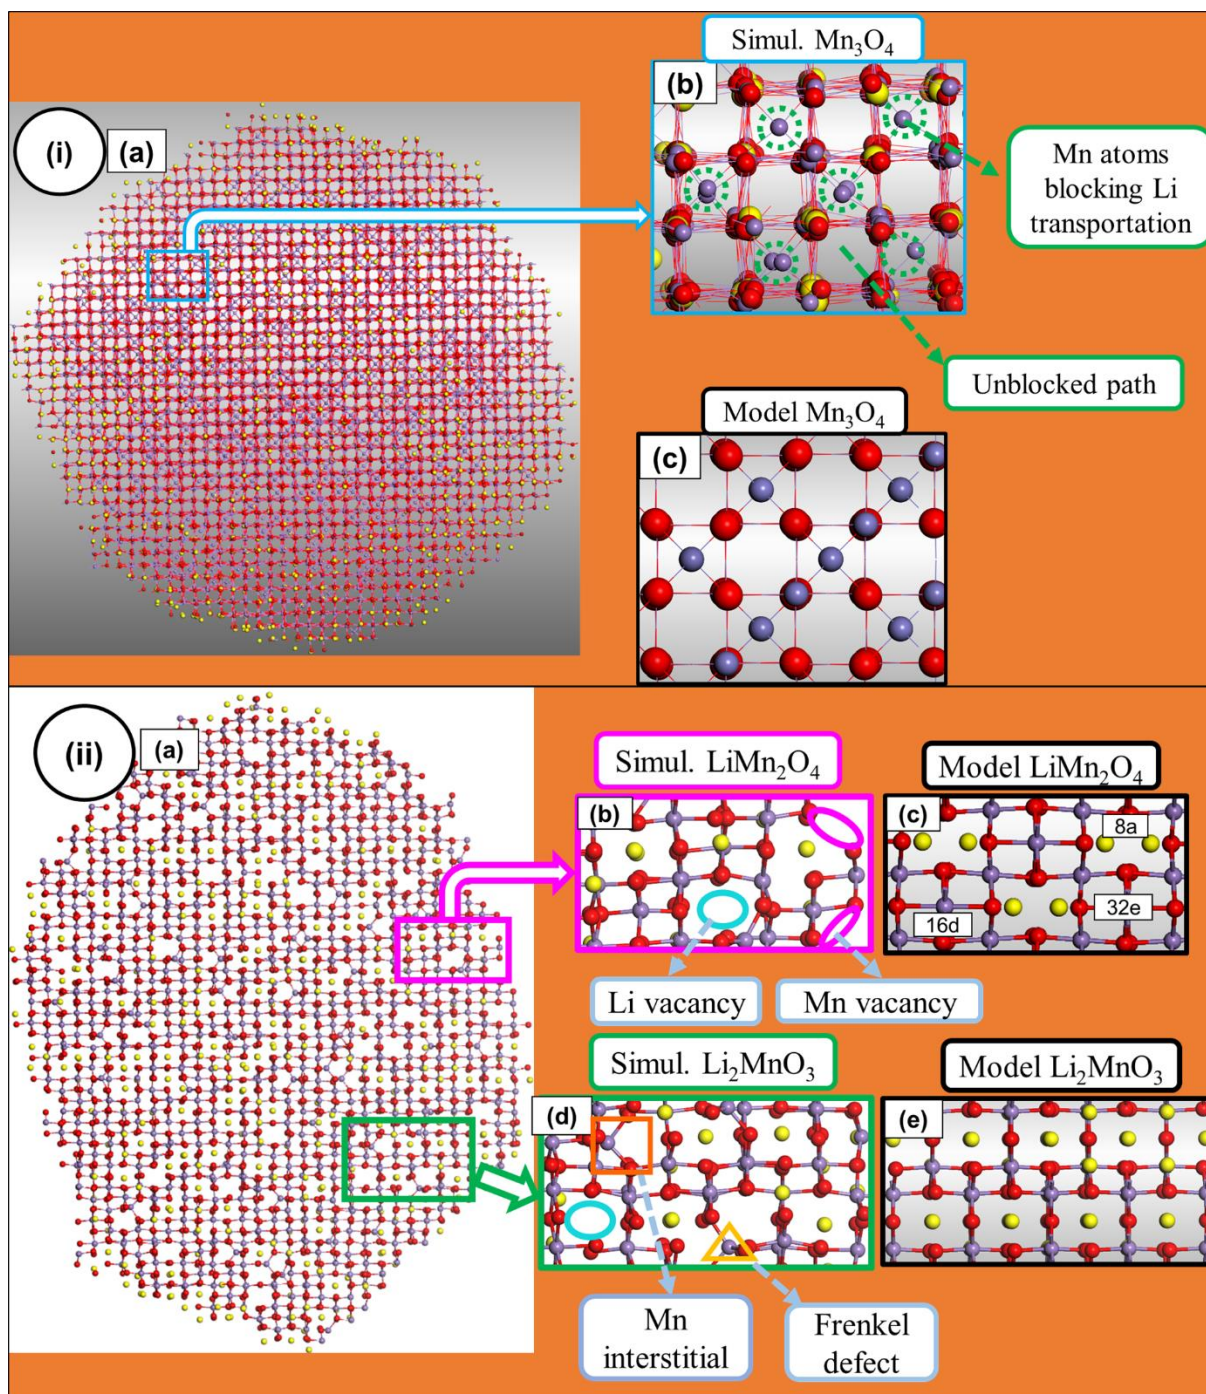 Simul. Mn₃O₄
(i)
(a)
(b)
Mn atoms
blocking Li
transportation
Unblocked path
Model Mn₃O₄
(c)
(ii)
(a)
Simul. LiMn₂O₄
Model LiMn₂O₄
(b)
(c)
8a
32e
16d
Li vacancy
Mn vacancy
Simul. Li₂MnO₃
Model Li₂MnO₃
(d)
(e)
Mn
interstitial
Frenkel
defect